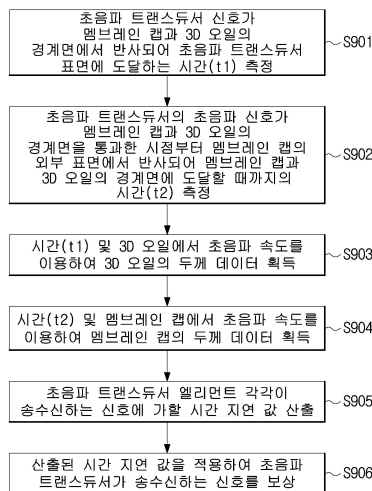 초음파 트랜스듀서 신호가
멤브레인 캡과 3D 오일의
경계면에서 반사되어 초음파 트랜스듀서
표면에 도달하는 시간(t1) 측정
S901
초음파 트랜스듀서의 초음파 신호가
멤브레인 캡과 3D 오일의
경계면을 통과한 시점부터 멤브레인 캡의
외부 표면에서 반사되어 멤브레인 캡과
3D 오일의 경계면에 도달할 때까지의
시간(t2) 측정
S902
시간(t1) 및 3D 오일에서 초음파 속도를
이용하여 3D 오일의 두께 데이터 획득
S903
시간(t2) 및 멤브레인 캡에서 초음파 속도를
이용하여 멤브레인 캡의 두께 데이터 획득
S904
초음파 트랜스듀서 엘리먼트 각각이
송수신하는 신호에 가할 시간 지연 값 산출
S905
산출된 시간 지연 값을 적용하여 초음파
트랜스듀서가 송수신하는 신호를 보상
S906